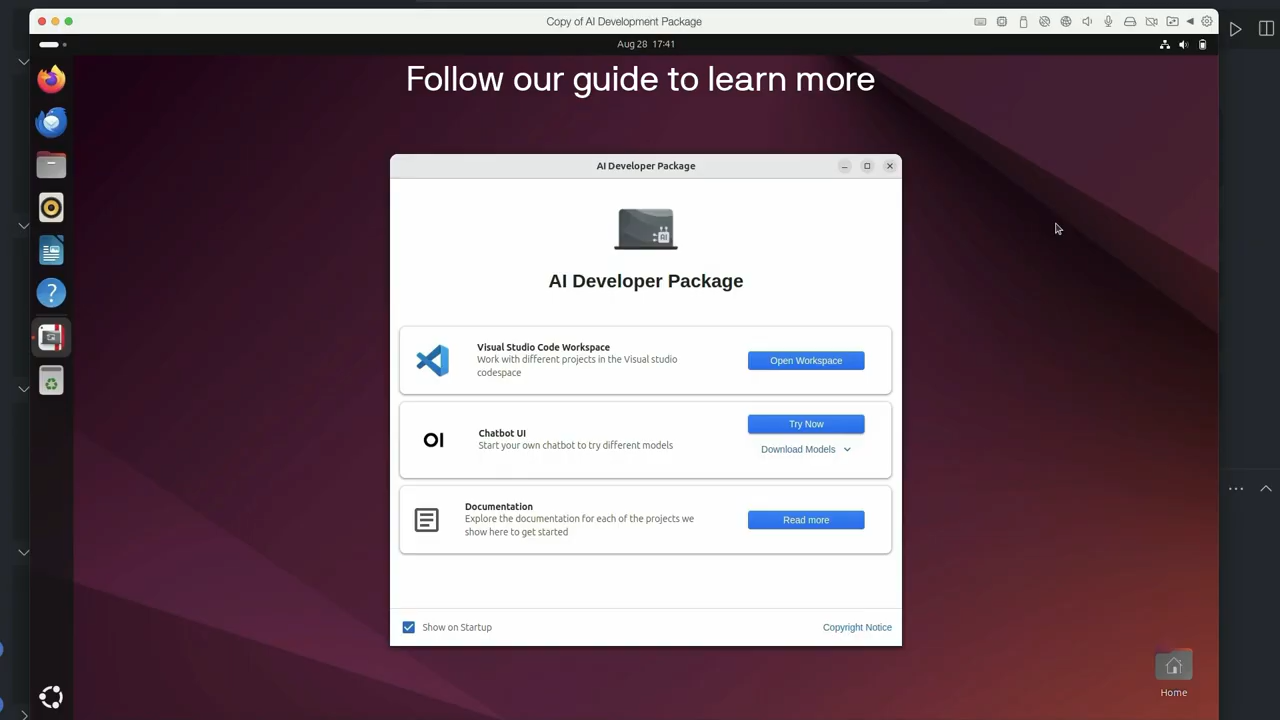 Copy of AI Development Package
Aug 28 17:41
Follow our guide to learn more
AI Developer Package
AI
AI Developer Package
Visual Studio Code Workspace
Work with different projects in the Visual studio
codespace
Open Workspace
OI
Chatbot UI
Start your own chatbot to try different models
Try Now
Download Models
Documentation
Explore the documentation for each of the projects we
show here to get started
Read more
Show on Startup
Copyright Notice
Home